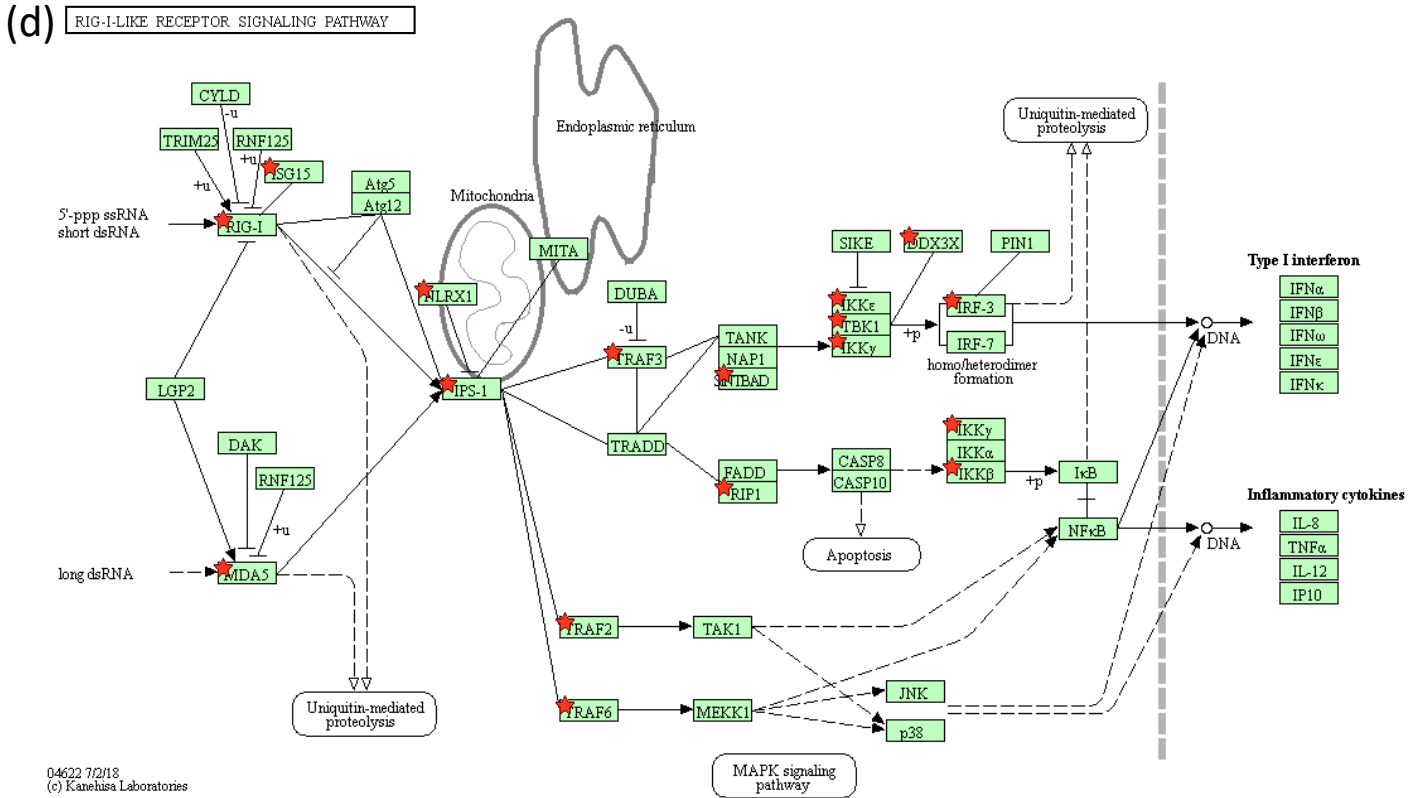 (d)
RIG-I-LIKE RECEPTOR SIGNALING PATHWAY
CYLD
-u
TRIM25
RNF125
+u
+u
ISG15
5'-ppp ssRNA
short dsRNA
RIG-I
Atg5
Atg12
Mitochondria
Endoplasmic reticulum
MITA
NLRX1
IPS-1
LGP2
DAK
RNF125
+u
long dsRNA
MDA5
Uniquitin-mediated
proteolysis
DUBA
-u
TRAF3
TRADD
TANK
NAP1
SINTBAD
FADD
RIP1
CASP8
CASP10
Apoptosis
SIKE
DDX3X
PIN1
IKKε
TBK1
IKKγ
+p
IRF-3
IRF-7
homo/heterodimer
formation
Uniquitin-mediated
proteolysis
IKKγ
IKKα
IKKβ
+p
IκB
NFκB
TRAF2
TAK1
TRAF6
MEKK1
JNK
p38
MAPK signaling
pathway
DNA
DNA
Type I interferon
IFNα
IFNβ
IFNω
IFNε
IFNκ
Inflammatory cytokines
IL-8
TNFα
IL-12
IP10
04622 7/2/18
(c) Kanehisa Laboratories